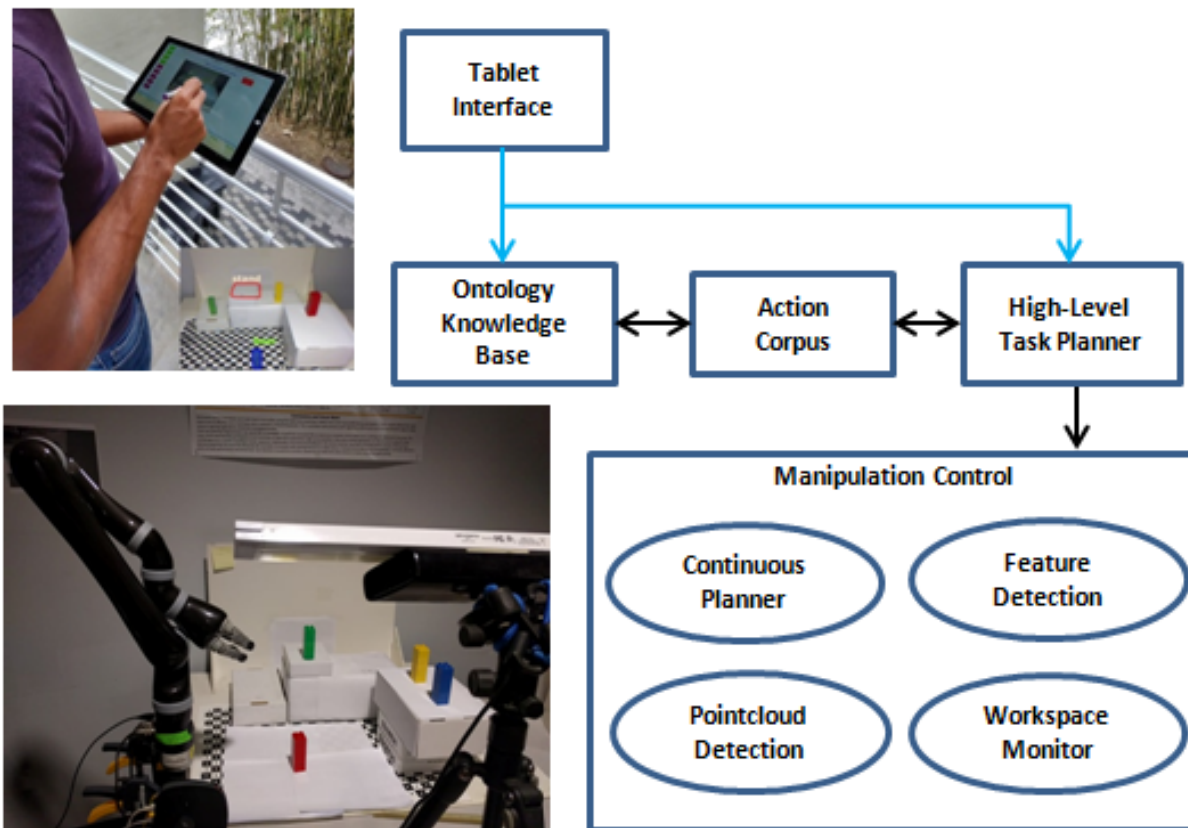 Tablet
Interface
stand
Ontology
Knowledge
Base
Action
Corpus
High-Level
Task Planner
Manipulation Control
Continuous
Planner
Feature
Detection
Pointcloud
Detection
Workspace
Monitor